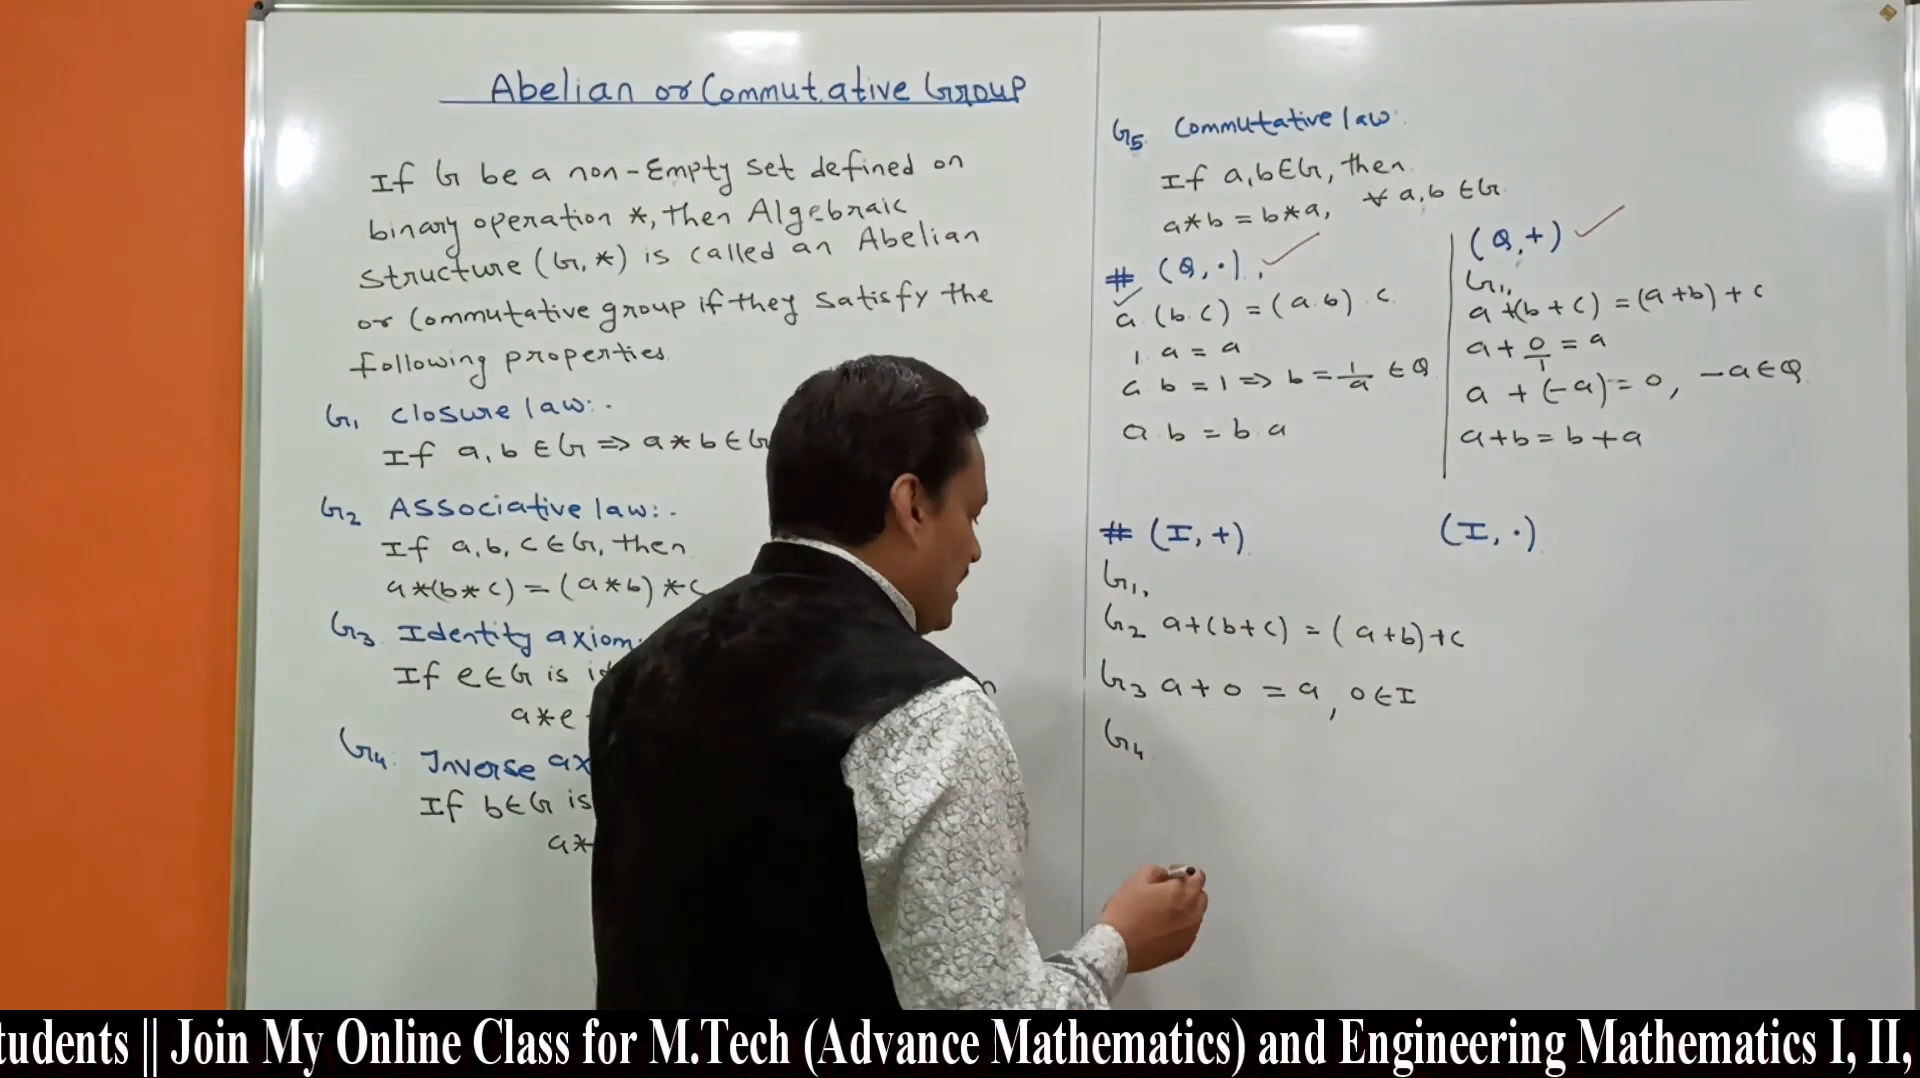 Abelian or Commutative Group
If G be a non-Empty set defined on
binary operation *, then Algebraic
structure (G, *) is called an Abelian
or Commutative group if they satisfy the
following properties.
G₁ closure law:-
If a, b ∈ G ⇒ a * b ∈ G
G₂ Associative law:-
If a, b, c ∈ G, then
a*(b*c) = (a*b)*c
G₃ Identity axiom:
If e ∈ G is
a*e
G₄: Inverse
If b ∈ G is
a*
G₅ Commutative law:
If a, b ∈ G, then
a*b = b*a, ∀ a, b ∈ G
# (Q, ·), ✓
✓
a.(b.c) = (a.b).c
1.a = a
a.b = 1 ⇒ b = 1/a ∈ Q
a.b = b.a
(Q, +) ✓
G₁,
a+(b+c) = (a+b)+c
a + 0/1 = a
a + (-a) = 0, -a ∈ Q
a+b = b+a
# (I, +) (I, ·)
G₁,
G₂ a+(b+c) = (a+b)+c
G₃ a+0 = a, 0 ∈ I
G₄
tudents || Join My Online Class for M.Tech (Advance Mathematics) and Engineering Mathematics I, II,